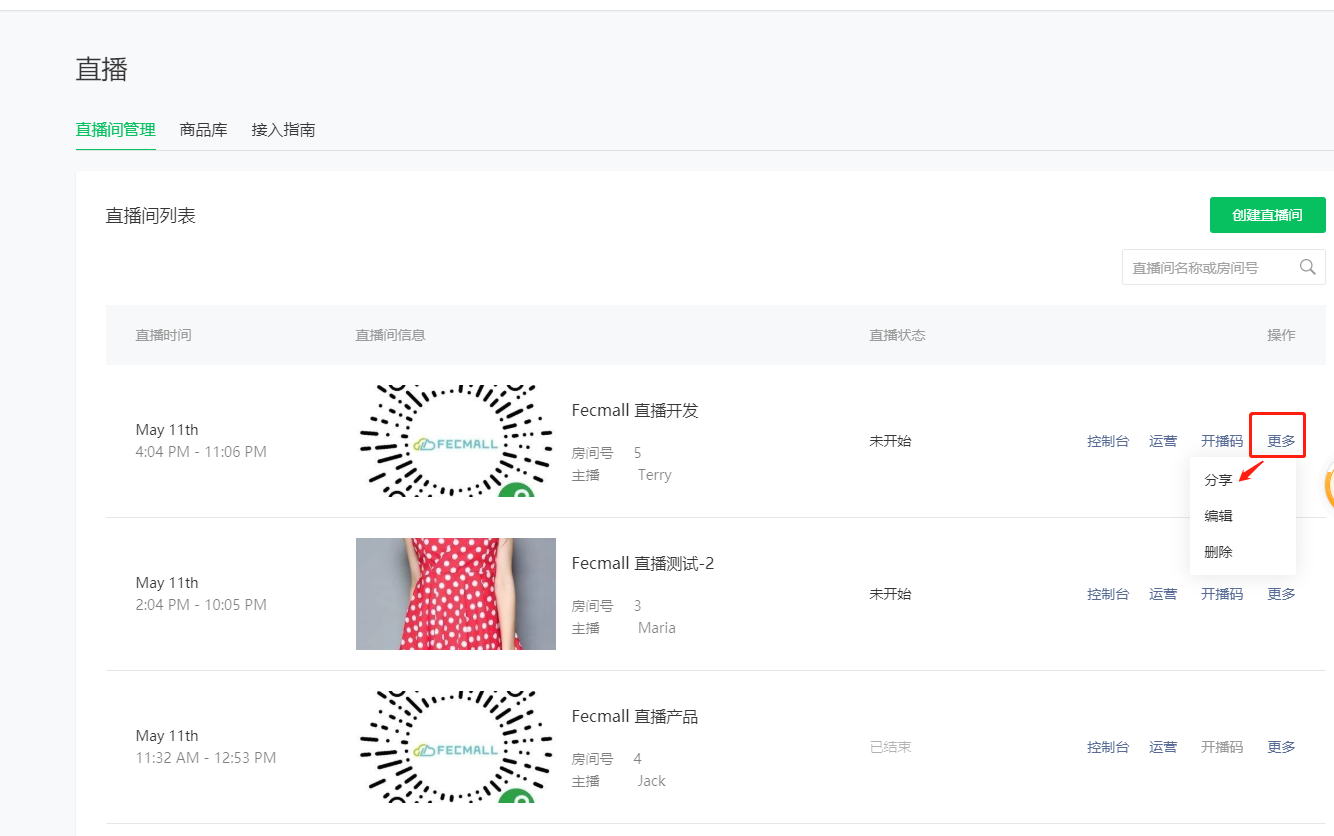 直播
直播间管理 商品库 接入指南
直播间列表
创建直播间
直播间名称或房间号
直播时间 直播间信息 直播状态 操作
May 11th
4:04 PM - 11:06 PM
FECMALL
Fecmall 直播开发
房间号 5
主播 Terry
未开始
控制台 运营 开播码 更多
分享
编辑
删除
May 11th
2:04 PM - 10:05 PM
Fecmall 直播测试-2
房间号 3
主播 Maria
未开始
控制台 运营 开播码 更多
May 11th
11:32 AM - 12:53 PM
FECMALL
Fecmall 直播产品
房间号 4
主播 Jack
已结束
控制台 运营 开播码 更多